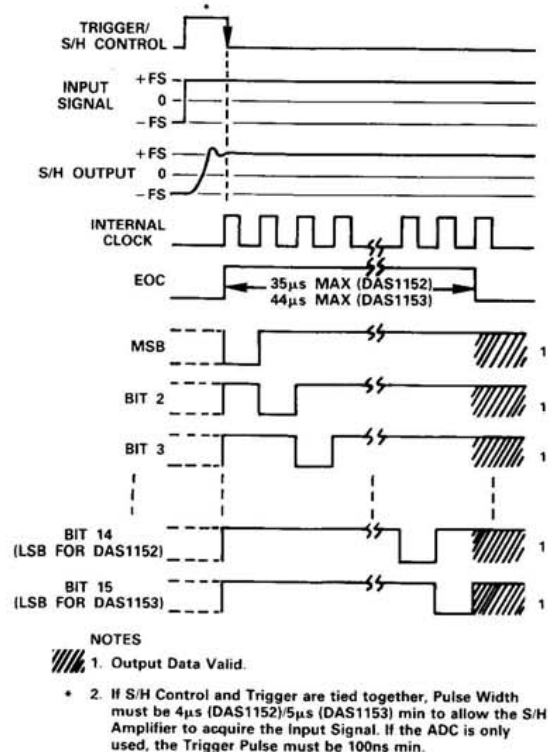 *
TRIGGER/
S/H CONTROL
INPUT
SIGNAL
+FS
0
-FS
S/H OUTPUT
+FS
0
-FS
INTERNAL
CLOCK
EOC
35μs MAX (DAS1152)
44μs MAX (DAS1153)
MSB
1
BIT 2
1
BIT 3
1
BIT 14
(LSB FOR DAS1152)
1
BIT 15
(LSB FOR DAS1153)
1
NOTES
1. Output Data Valid.
* 2. If S/H Control and Trigger are tied together, Pulse Width
must be 4μs (DAS1152)/5μs (DAS1153) min to allow the S/H
Amplifier to acquire the Input Signal. If the ADC is only
used, the Trigger Pulse must be 100ns min.